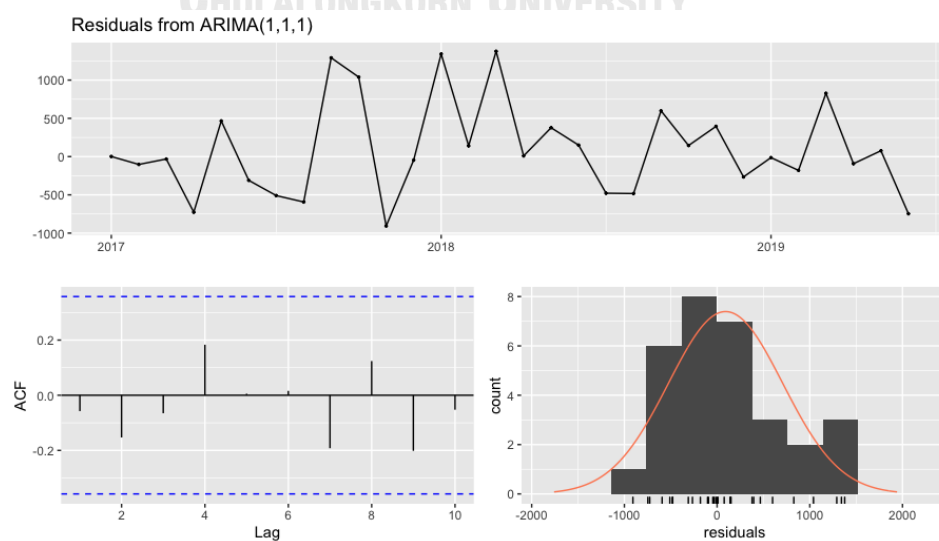 CHULALONGKORN UNIVERSITY
Residuals from ARIMA(1,1,1)
1000
500
0
-500
-1000
2017 2018 2019
ACF
0.2
0.0
-0.2
2 4 6 8 10
Lag
count
8
6
4
2
0
-2000 -1000 0 1000 2000
residuals